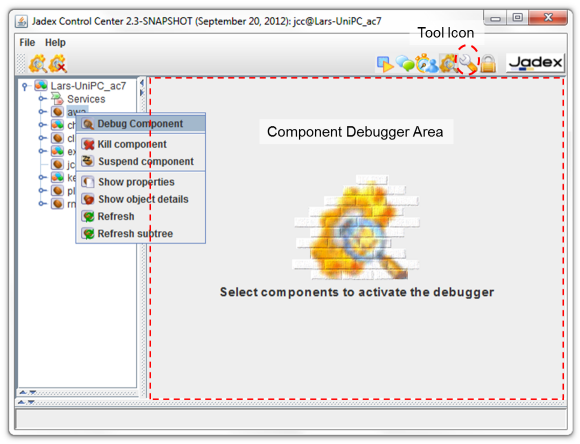 Jadex Control Center 2.3-SNAPSHOT (September 20, 2012): jcc@Lars-UniPC_ac7
Tool Icon
File Help
Jadex
Lars-UniPC_ac7
Services
awa
Debug Component
Kill component
Suspend component
Show properties
Show object details
Refresh
Refresh subtree
ch
cl
ex
jc
ke
pl
rn
Component Debugger Area
Select components to activate the debugger